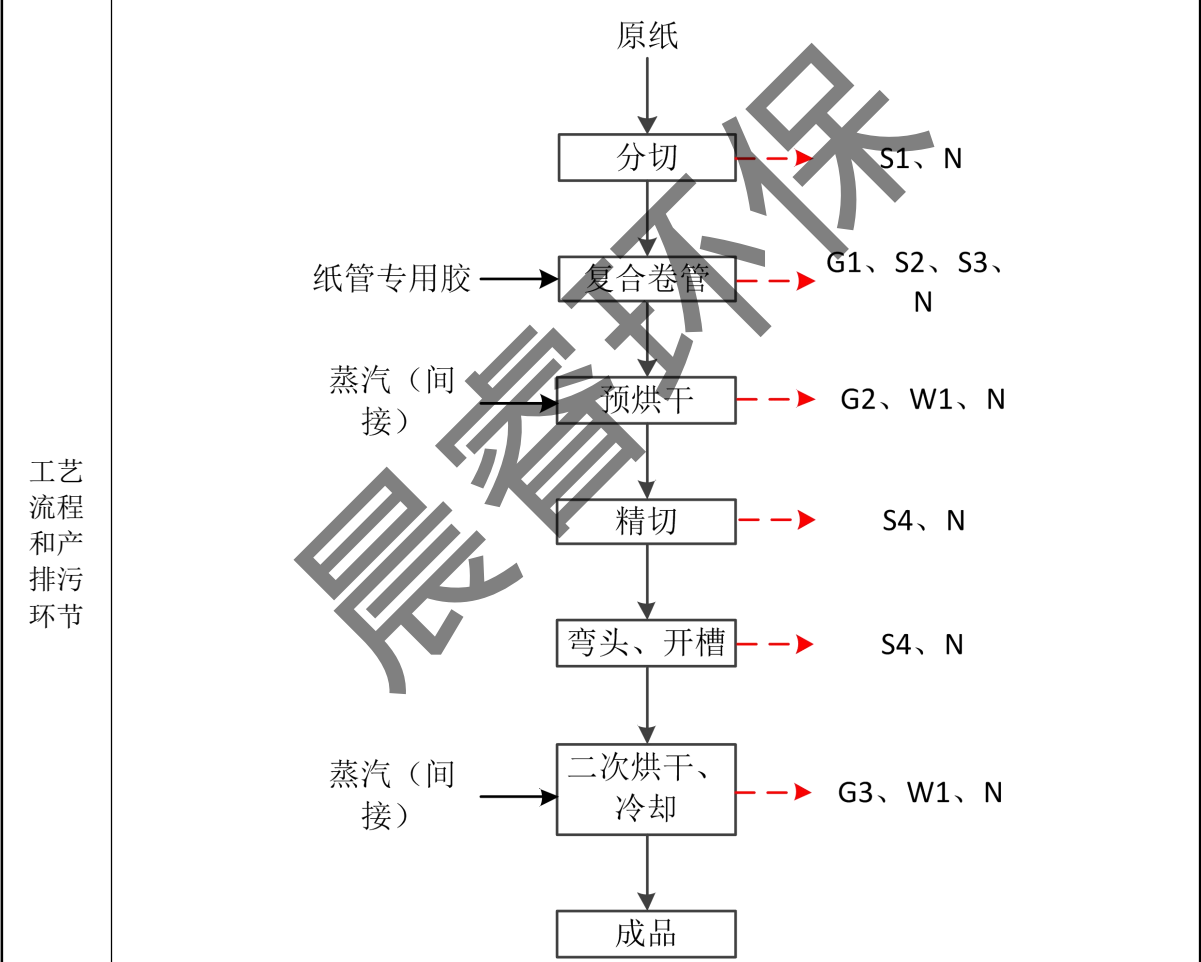 原纸
分切
S1、N
纸管专用胶
复合卷管
G1、S2、S3、
N
蒸汽（间
接）
预烘干
G2、W1、N
工艺
流程
和产
排污
环节
精切
S4、N
弯头、开槽
S4、N
蒸汽（间
接）
二次烘干、
冷却
G3、W1、N
成品
晨睿环保